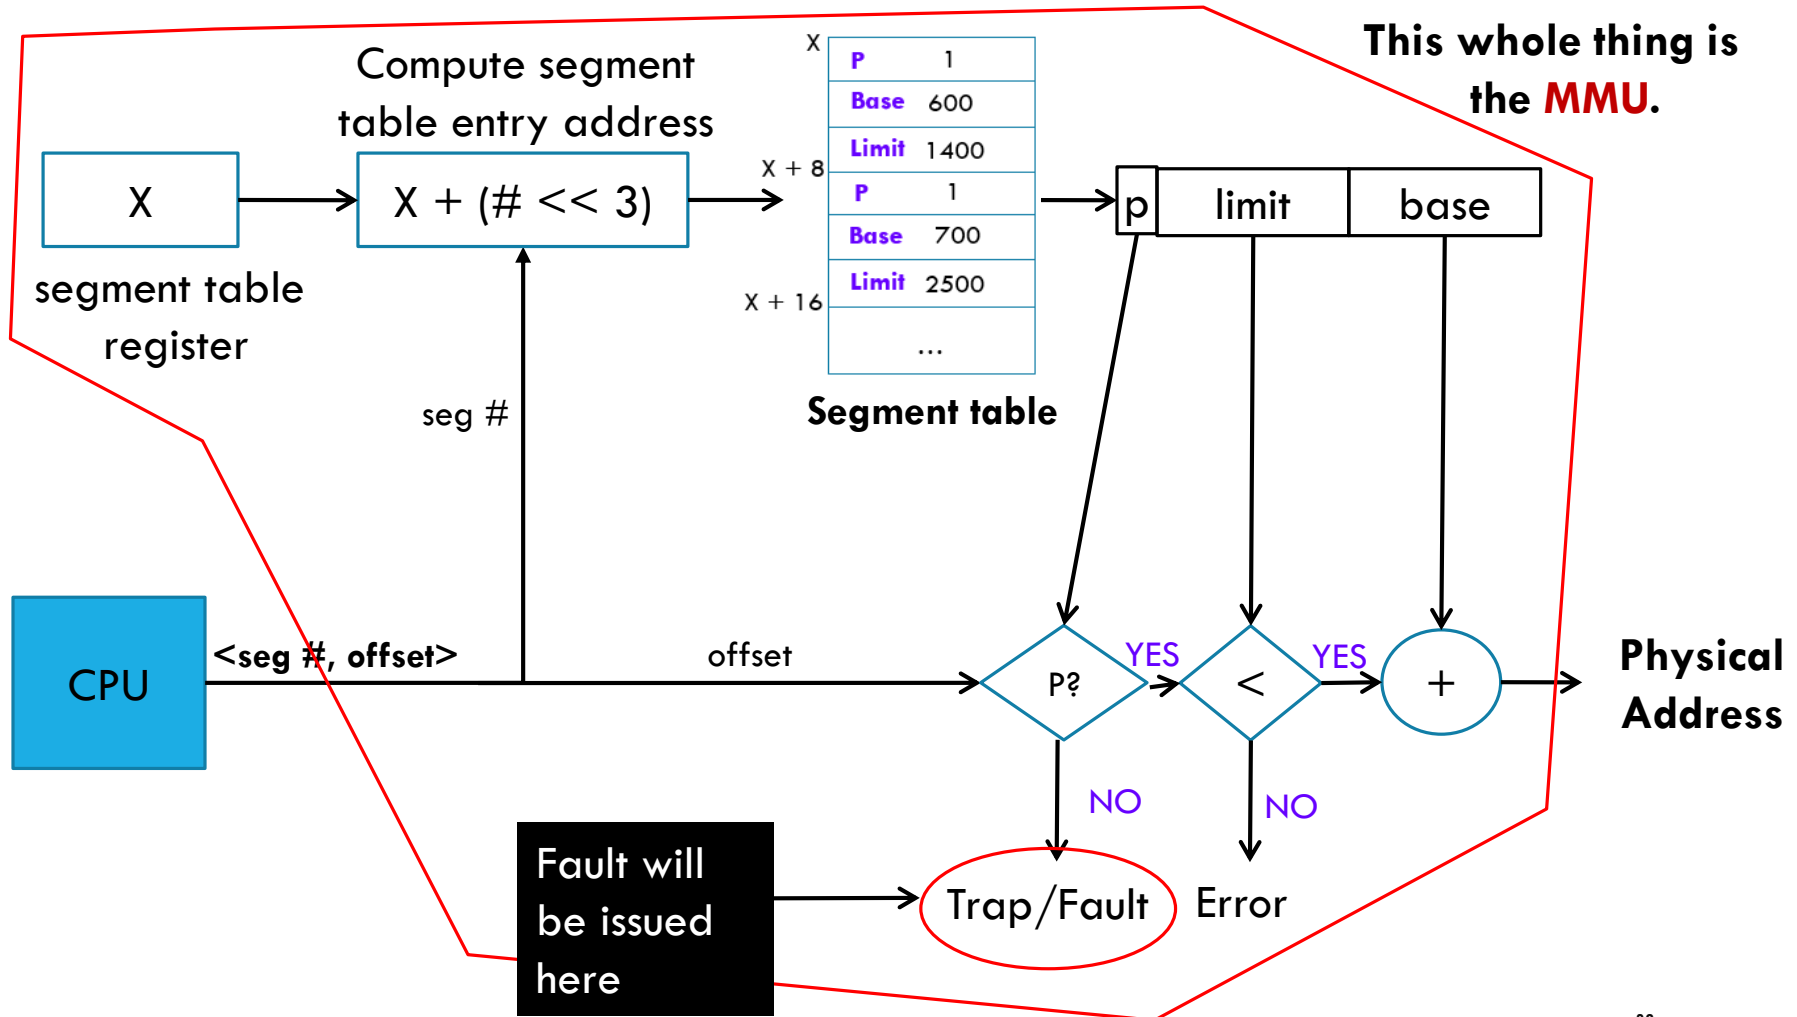 This whole thing is
the MMU.
Compute segment
table entry address
X
X + (# << 3)
segment table
register
X
P 1
Base 600
Limit 1400
X + 8
P 1
Base 700
Limit 2500
X + 16
...
Segment table
p
limit
base
seg #
CPU
<seg #, offset>
offset
P?
YES
<
YES
+
Physical
Address
NO
NO
Fault will
be issued
here
Trap/Fault
Error